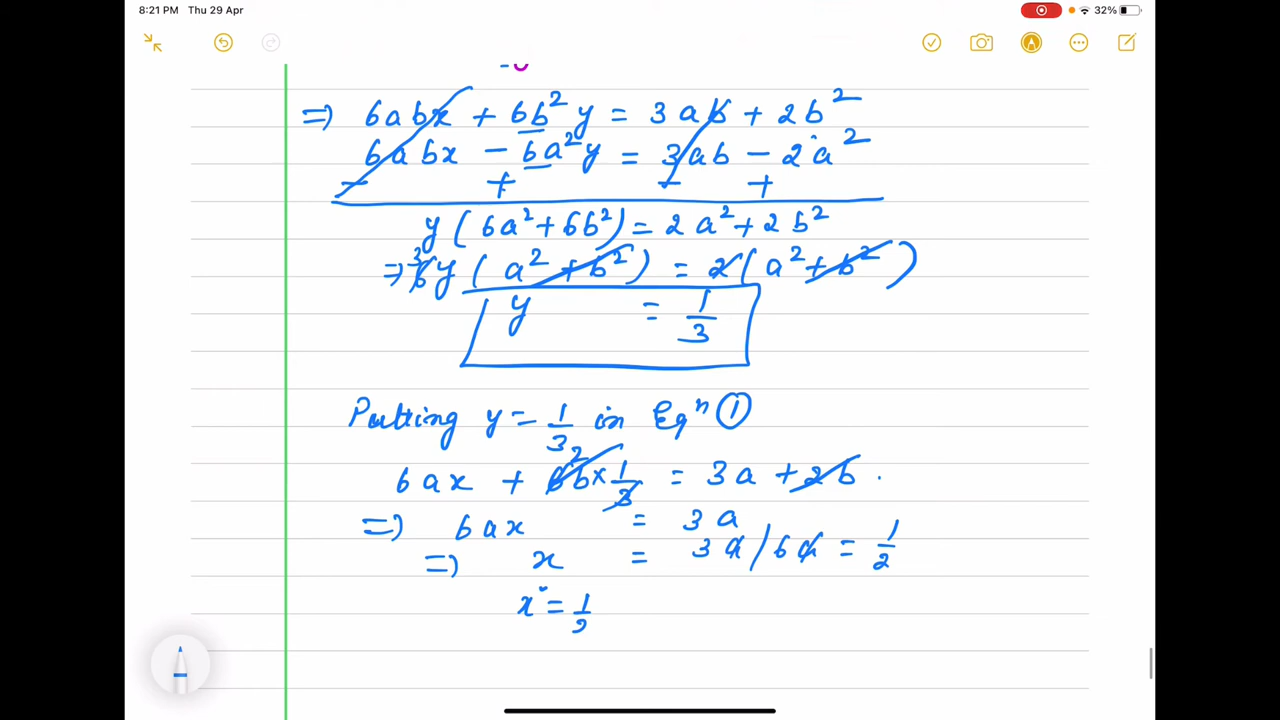 8:21 PM Thu 29 Apr 32%
=> 6abx + 6b²y = 3ab + 2b²
6abx - 6a²y = 3ab - 2a²
- + - +
y (6a² + 6b²) = 2a² + 2b²
=> 6y (a² + b²) = 2(a² + b²)
3
y = 1/3
Putting y = 1/3 in Eqⁿ ①
6ax + 6b × 1/3 = 3a + 2b
2
=> 6ax = 3a
=> x = 3a/6a = 1/2
x = 1/2